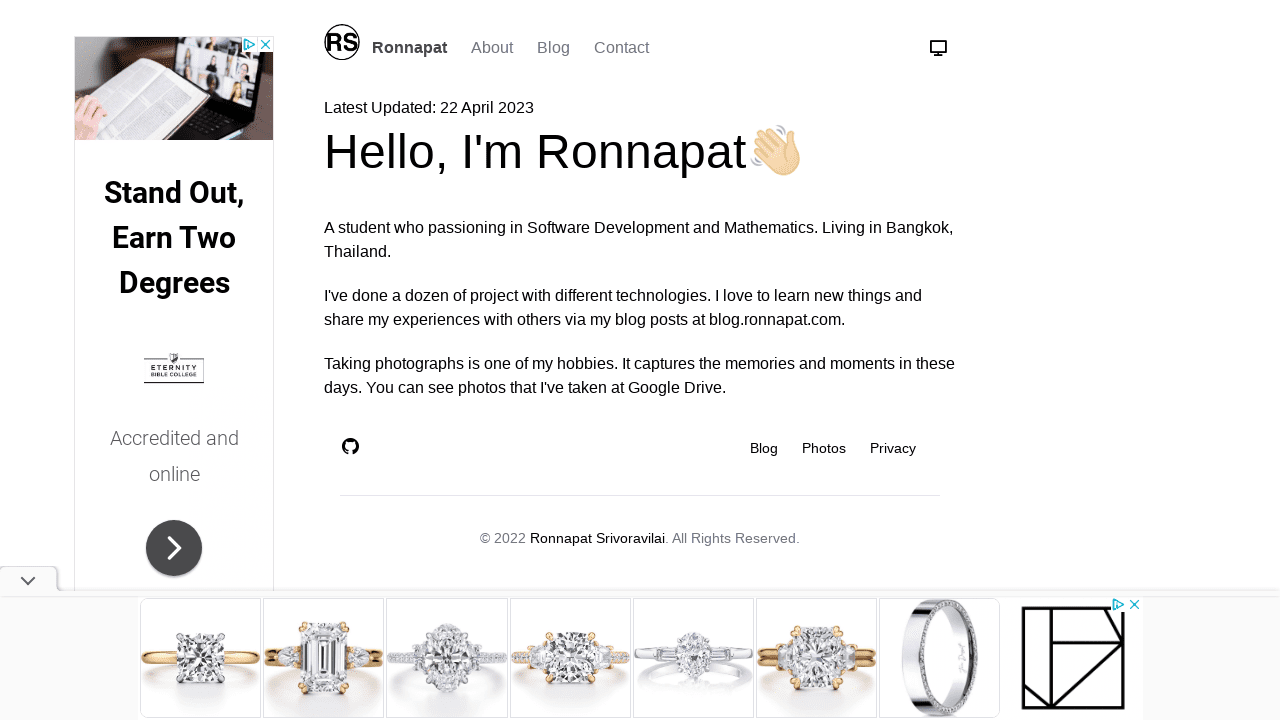 RS
Ronnapat About Blog Contact
Latest Updated: 22 April 2023
Hello, I'm Ronnapat
A student who passioning in Software Development and Mathematics. Living in Bangkok,
Thailand.
I've done a dozen of project with different technologies. I love to learn new things and
share my experiences with others via my blog posts at blog.ronnapat.com.
Taking photographs is one of my hobbies. It captures the memories and moments in these
days. You can see photos that I've taken at Google Drive.
Blog Photos Privacy
© 2022 Ronnapat Srivoravilai. All Rights Reserved.
Stand Out,
Earn Two
Degrees
ETERNITY
BIBLE COLLEGE
Accredited and
online